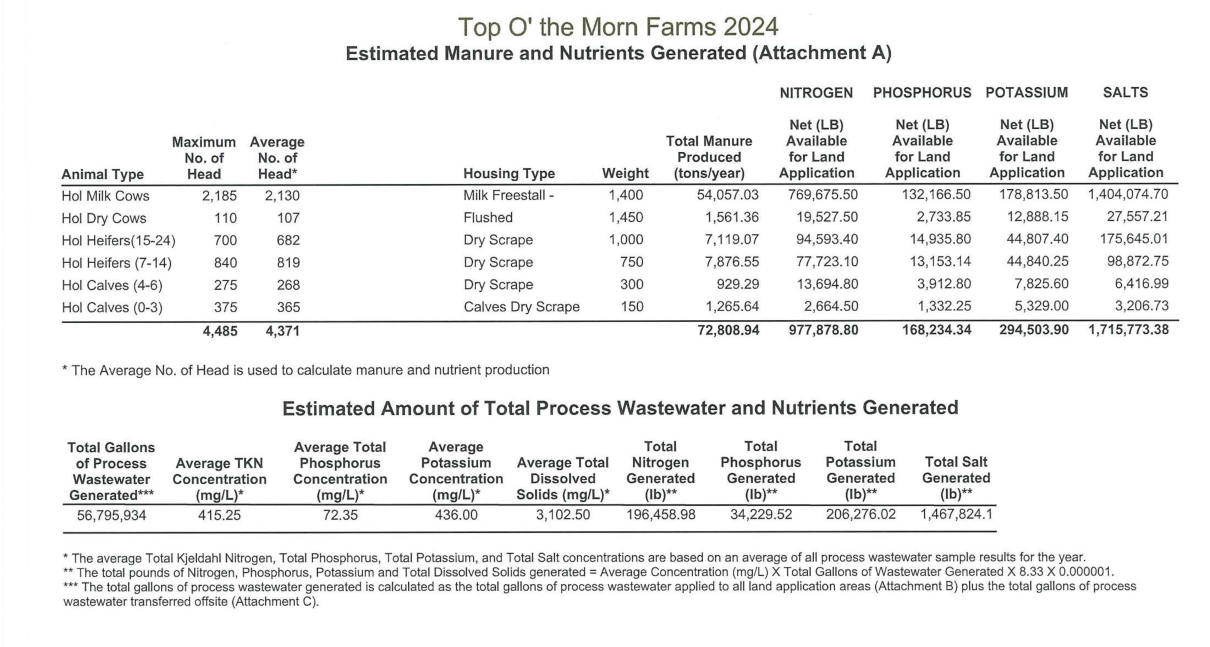 Top O' the Morn Farms 2024
Estimated Manure and Nutrients Generated (Attachment A)
NITROGEN PHOSPHORUS POTASSIUM SALTS
Animal Type Maximum No. of Head Average No. of Head* Housing Type Weight Total Manure Produced (tons/year) Net (LB) Available for Land Application Net (LB) Available for Land Application Net (LB) Available for Land Application Net (LB) Available for Land Application
Hol Milk Cows 2,185 2,130 Milk Freestall - 1,400 54,057.03 769,675.50 132,166.50 178,813.50 1,404,074.70
Hol Dry Cows 110 107 Flushed 1,450 1,561.36 19,527.50 2,733.85 12,888.15 27,557.21
Hol Heifers(15-24) 700 682 Dry Scrape 1,000 7,119.07 94,593.40 14,935.80 44,807.40 175,645.01
Hol Heifers (7-14) 840 819 Dry Scrape 750 7,876.55 77,723.10 13,153.14 44,840.25 98,872.75
Hol Calves (4-6) 275 268 Dry Scrape 300 929.29 13,694.80 3,912.80 7,825.60 6,416.99
Hol Calves (0-3) 375 365 Calves Dry Scrape 150 1,265.64 2,664.50 1,332.25 5,329.00 3,206.73
4,485 4,371 72,808.94 977,878.80 168,234.34 294,503.90 1,715,773.38
* The Average No. of Head is used to calculate manure and nutrient production
Estimated Amount of Total Process Wastewater and Nutrients Generated
Total Gallons of Process Wastewater Generated*** Average TKN Concentration (mg/L)* Average Total Phosphorus Concentration (mg/L)* Average Potassium Concentration (mg/L)* Average Total Dissolved Solids (mg/L)* Total Nitrogen Generated (lb)** Total Phosphorus Generated (lb)** Total Potassium Generated (lb)** Total Salt Generated (lb)**
56,795,934 415.25 72.35 436.00 3,102.50 196,458.98 34,229.52 206,276.02 1,467,824.1
* The average Total Kjeldahl Nitrogen, Total Phosphorus, Total Potassium, and Total Salt concentrations are based on an average of all process wastewater sample results for the year.
** The total pounds of Nitrogen, Phosphorus, Potassium and Total Dissolved Solids generated = Average Concentration (mg/L) X Total Gallons of Wastewater Generated X 8.33 X 0.000001.
*** The total gallons of process wastewater generated is calculated as the total gallons of process wastewater applied to all land application areas (Attachment B) plus the total gallons of process
wastewater transferred offsite (Attachment C).